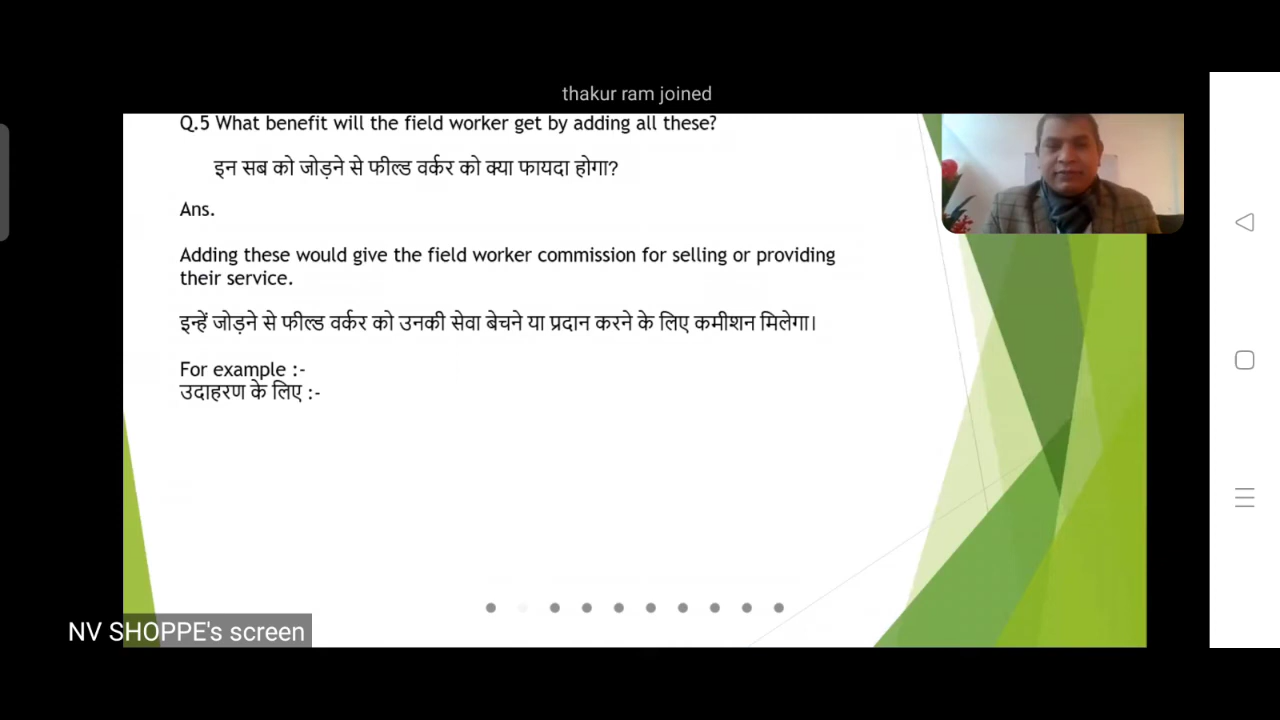 thakur ram joined
Q.5 What benefit will the field worker get by adding all these?
इन सब को जोड़ने से फील्ड वर्कर को क्या फायदा होगा?
Ans.
Adding these would give the field worker commission for selling or providing
their service.
इन्हें जोड़ने से फील्ड वर्कर को उनकी सेवा बेचने या प्रदान करने के लिए कमीशन मिलेगा।
For example :-
उदाहरण के लिए :-
NV SHOPPE's screen